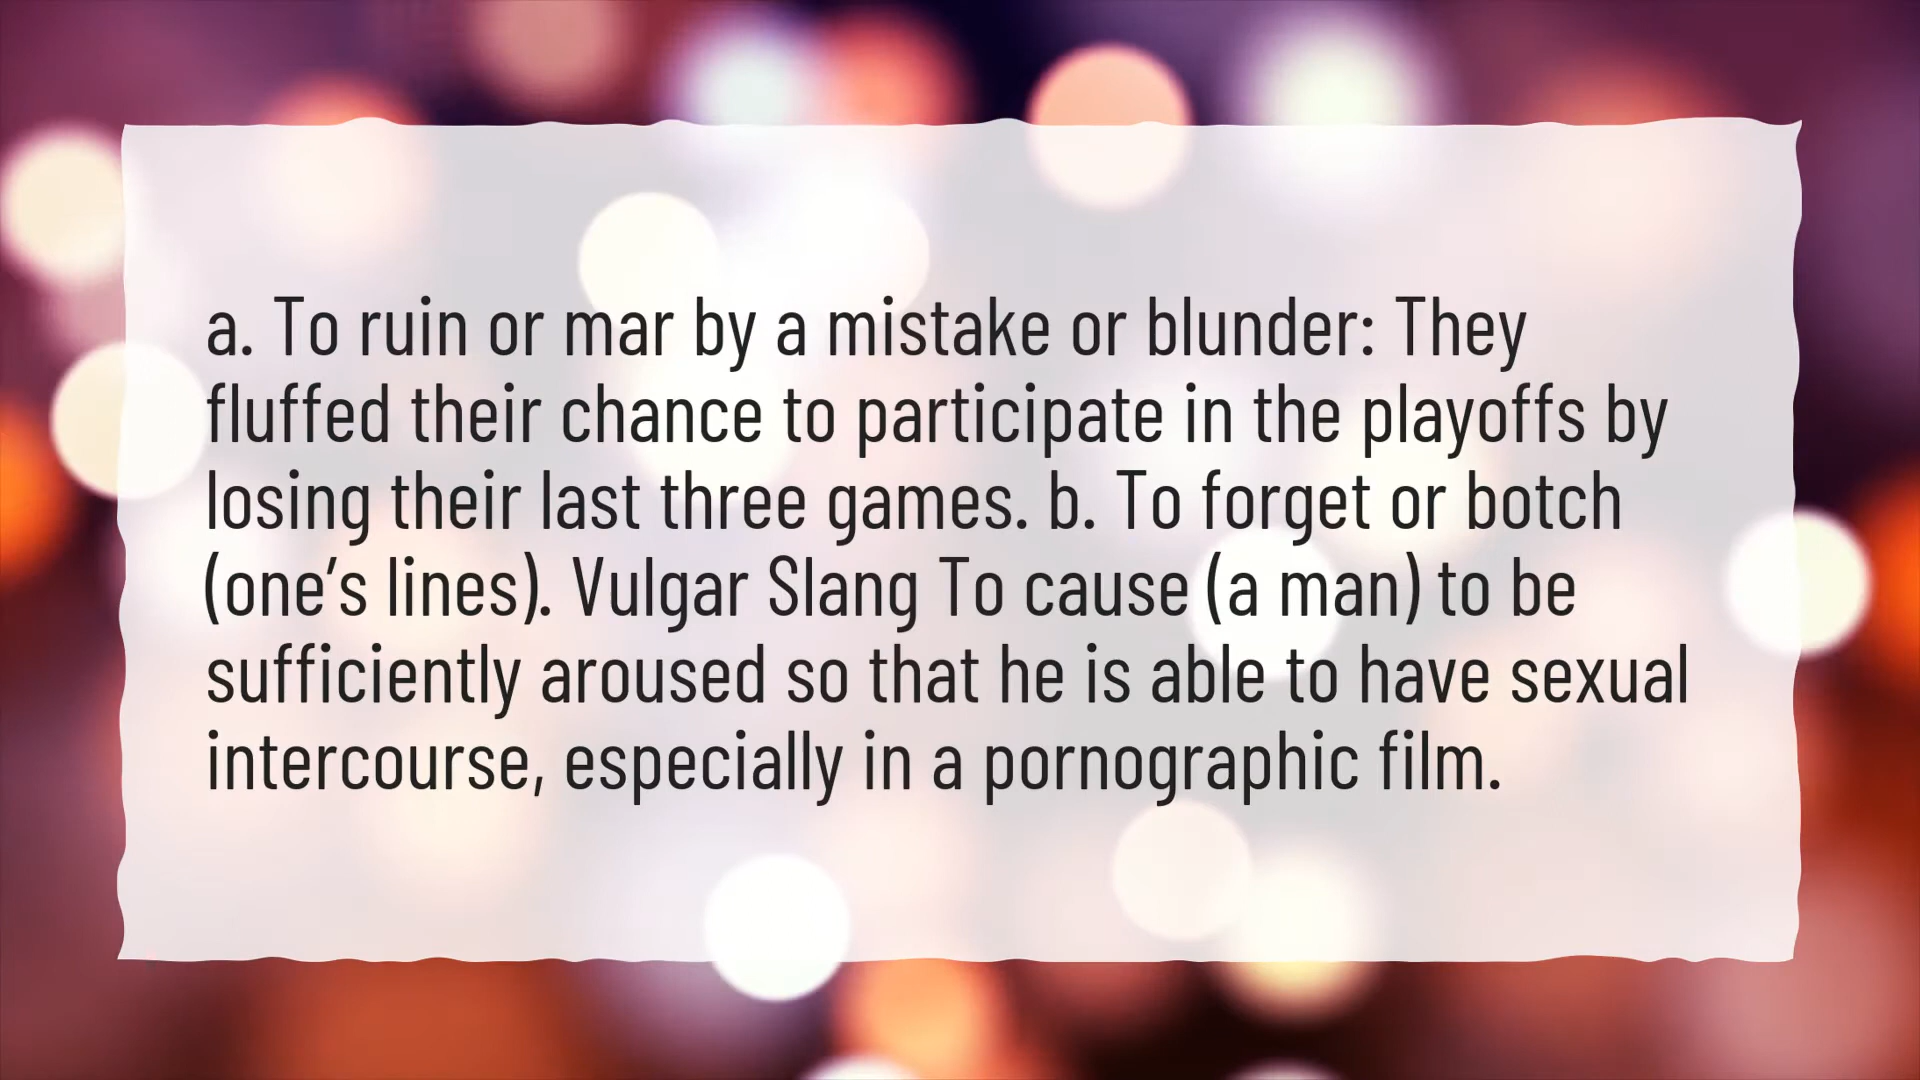 a. To ruin or mar by a mistake or blunder: They
fluffed their chance to participate in the playoffs by
losing their last three games. b. To forget or botch
(one’s lines). Vulgar Slang To cause (a man) to be
sufficiently aroused so that he is able to have sexual
intercourse, especially in a pornographic film.